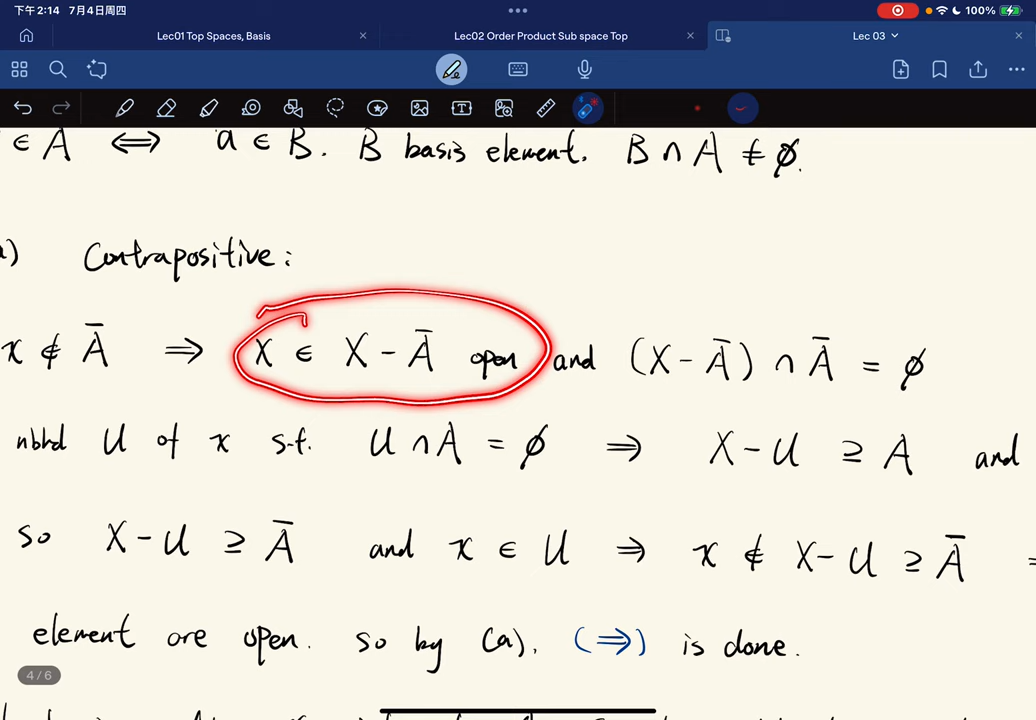 下午2:14 7月4日周四
100%
Lec01 Top Spaces, Basis
Lec02 Order Product Sub space Top
Lec 03
∈ A ⟺ a ∈ B. B basis element. B ∩ A ≠ ∅.
) Contrapositive:
x ∉ Ā ⇒ x ∈ X − Ā open and (X − Ā) ∩ Ā = ∅
nbhd U of x s.t. U ∩ A = ∅ ⇒ X − U ≥ A and
so X − U ≥ Ā and x ∈ U ⇒ x ∉ X − U ≥ Ā =
element are open. so by (a). (⇒) is done.
4 / 6